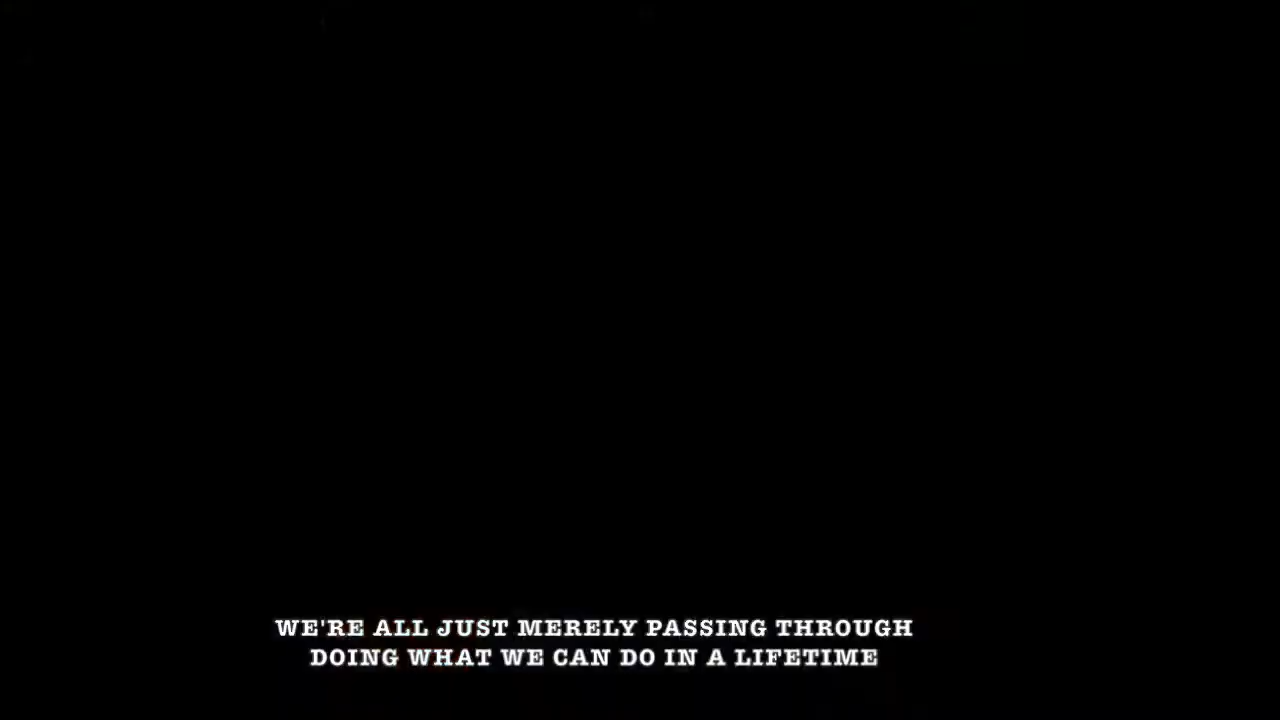 WE'RE ALL JUST MERELY PASSING THROUGH
DOING WHAT WE CAN DO IN A LIFETIME